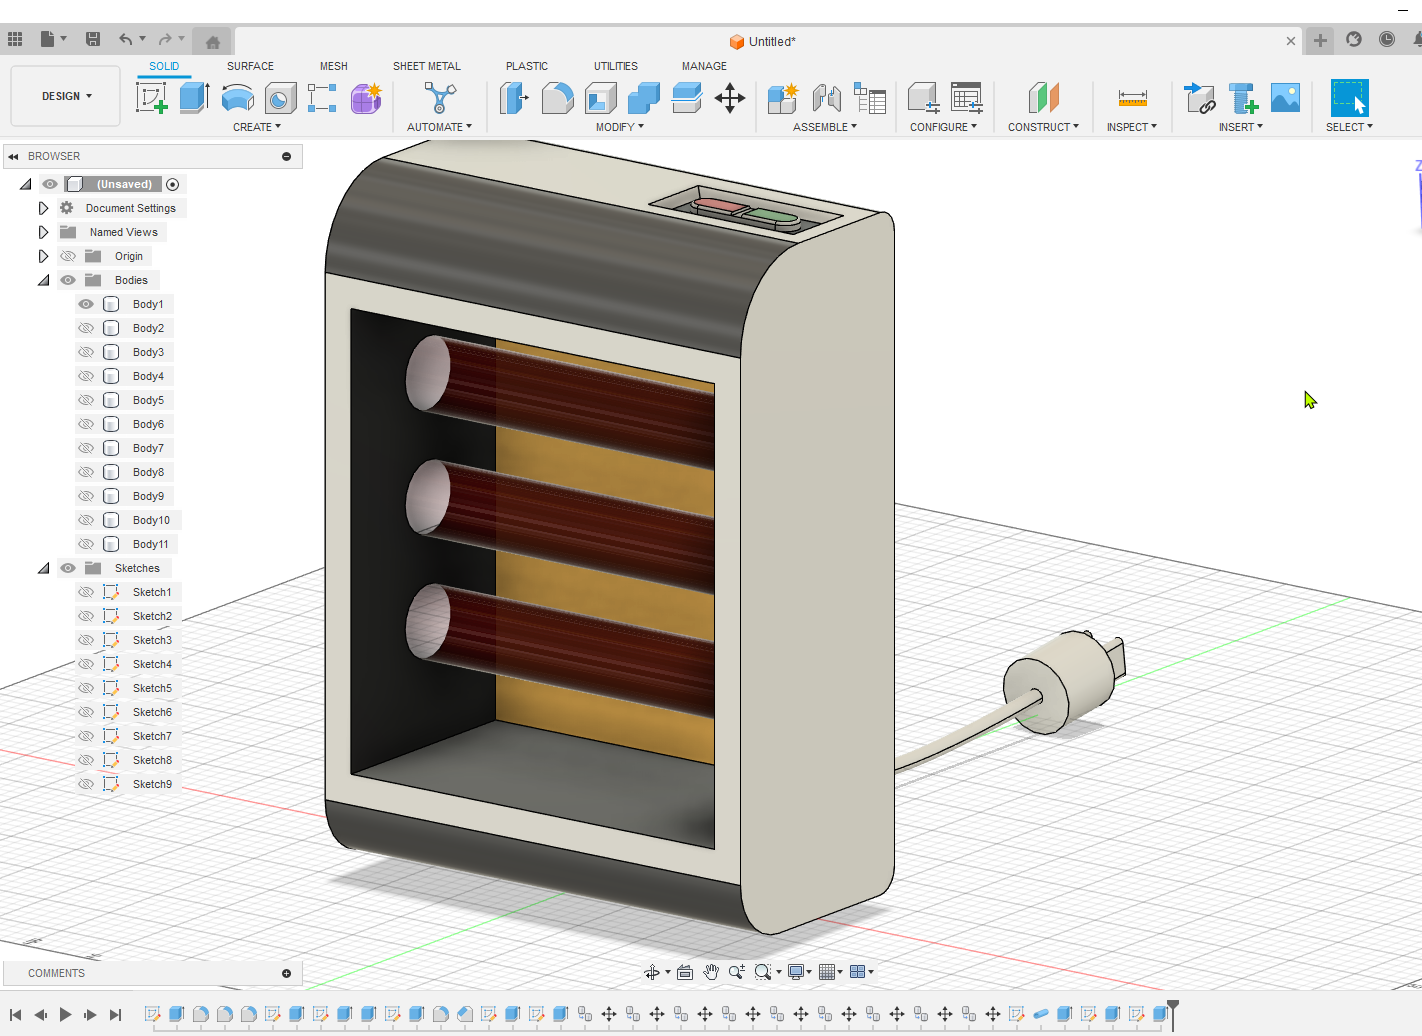 Untitled*
DESIGN
SOLID
SURFACE
MESH
SHEET METAL
PLASTIC
UTILITIES
MANAGE
CREATE
AUTOMATE
MODIFY
ASSEMBLE
CONFIGURE
CONSTRUCT
INSPECT
INSERT
SELECT
BROWSER
(Unsaved)
Document Settings
Named Views
Origin
Bodies
Body1
Body2
Body3
Body4
Body5
Body6
Body7
Body8
Body9
Body10
Body11
Sketches
Sketch1
Sketch2
Sketch3
Sketch4
Sketch5
Sketch6
Sketch7
Sketch8
Sketch9
Z
COMMENTS